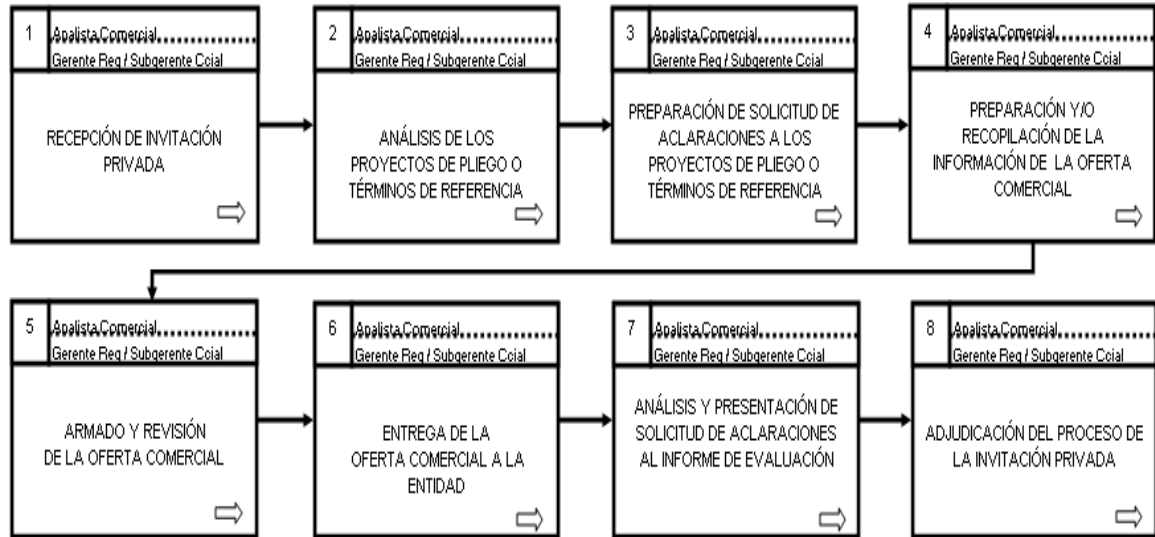 1
Analista Comercial
Gerente Reg / Subgerente Ccial
RECEPCIÓN DE INVITACIÓN
PRIVADA
2
Analista Comercial
Gerente Reg / Subgerente Ccial
ANÁLISIS DE LOS
PROYECTOS DE PLIEGO O
TÉRMINOS DE REFERENCIA
3
Analista Comercial
Gerente Reg / Subgerente Ccial
PREPARACIÓN DE SOLICITUD DE
ACLARACIONES A LOS
PROYECTOS DE PLIEGO O
TÉRMINOS DE REFERENCIA
4
Analista Comercial
Gerente Reg / Subgerente Ccial
PREPARACIÓN Y/O
RECOPILACIÓN DE LA
INFORMACIÓN DE LA OFERTA
COMERCIAL
5
Analista Comercial
Gerente Reg / Subgerente Ccial
ARMADO Y REVISIÓN
DE LA OFERTA COMERCIAL
6
Analista Comercial
Gerente Reg / Subgerente Ccial
ENTREGA DE LA
OFERTA COMERCIAL A LA
ENTIDAD
7
Analista Comercial
Gerente Reg / Subgerente Ccial
ANÁLISIS Y PRESENTACIÓN DE
SOLICITUD DE ACLARACIONES
AL INFORME DE EVALUACIÓN
8
Analista Comercial
Gerente Reg / Subgerente Ccial
ADJUDICACIÓN DEL PROCESO DE
LA INVITACIÓN PRIVADA